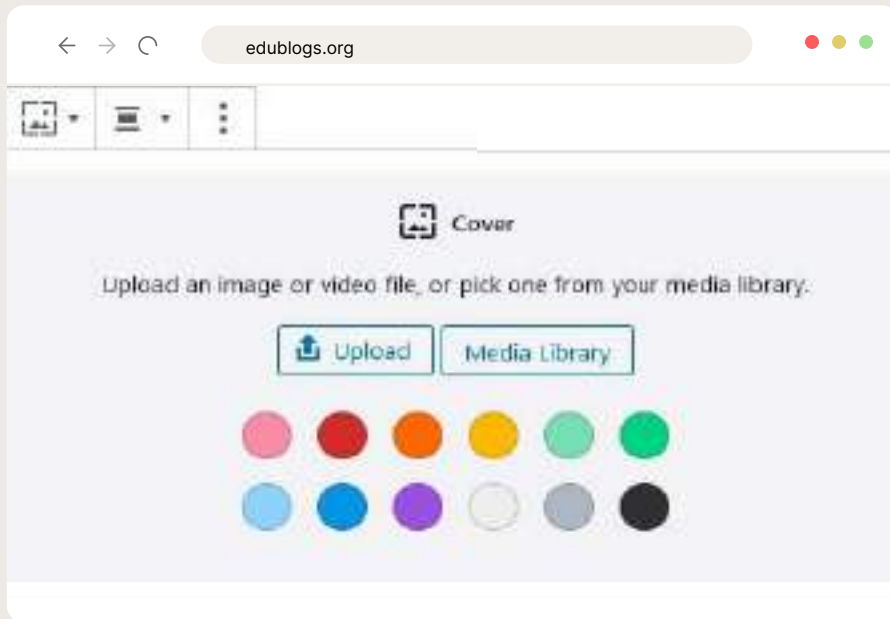 edublogs.org
Cover
Upload an image or video file, or pick one from your media library.
Upload
Media Library